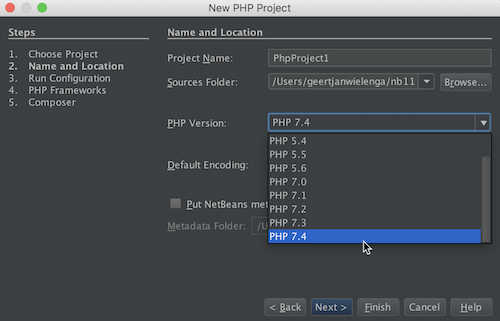 New PHP Project
Steps
1. Choose Project
2. Name and Location
3. Run Configuration
4. PHP Frameworks
5. Composer
Name and Location
Project Name: PhpProject1
Sources Folder: /Users/geertjanwielenga/nb11 Browse...
PHP Version: PHP 7.4
PHP 5.4
PHP 5.5
PHP 5.6
PHP 7.0
PHP 7.1
PHP 7.2
PHP 7.3
PHP 7.4
Default Encoding:
Put NetBeans met
Metadata Folder: /U
< Back Next > Finish Cancel Help